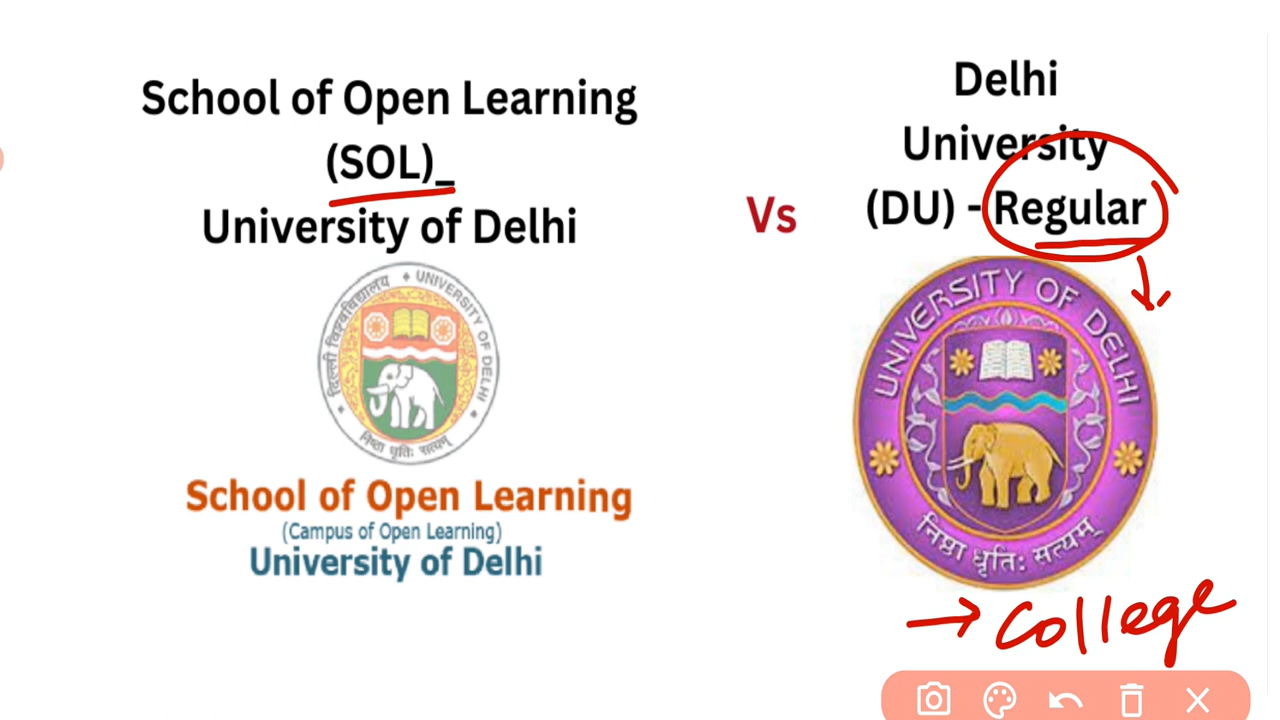 School of Open Learning
(SOL)_
University of Delhi
दिल्ली विश्वविद्यालय ♦ UNIVERSITY OF DELHI
निष्ठा धृतिः सत्यम्
School of Open Learning
(Campus of Open Learning)
University of Delhi
Vs
Delhi
University
(DU) - Regular
UNIVERSITY OF DELHI
निष्ठा धृतिः सत्यम्
→ College